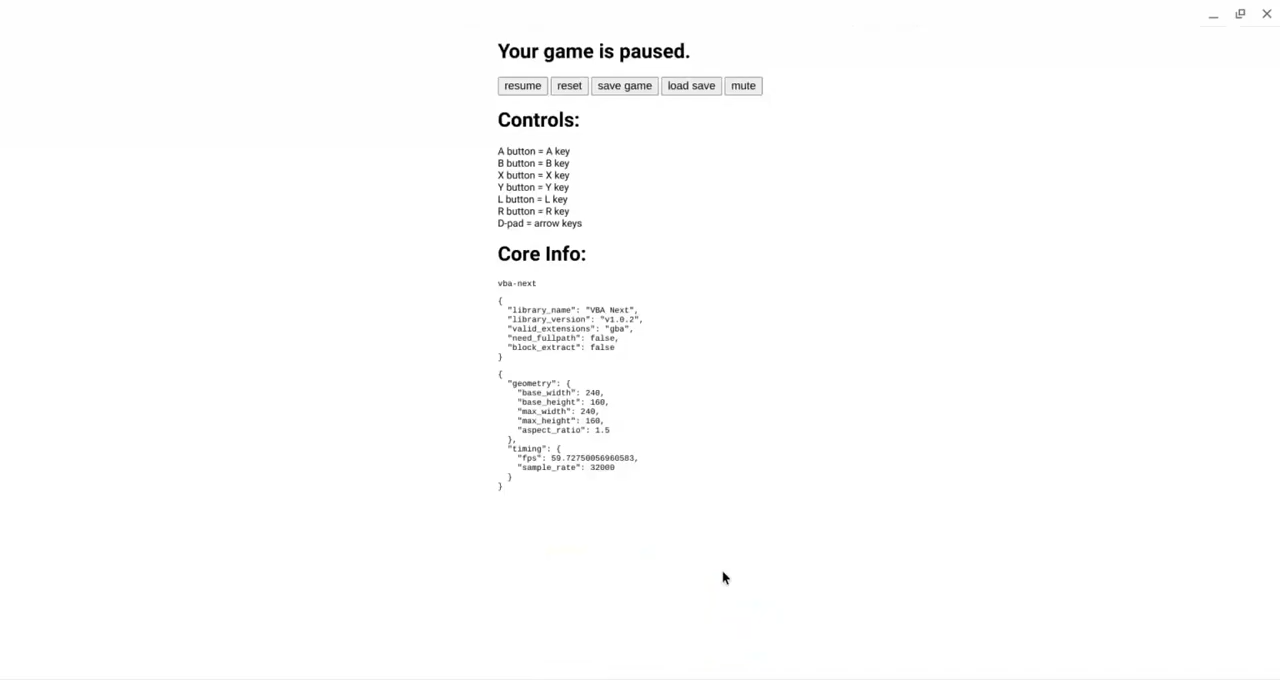 Your game is paused.
resume reset save game load save mute
Controls:
A button = A key
B button = B key
X button = X key
Y button = Y key
L button = L key
R button = R key
D-pad = arrow keys
Core Info:
vba-next
{
"library_name": "VBA Next",
"library_version": "v1.0.2",
"valid_extensions": "gba",
"need_fullpath": false,
"block_extract": false
}
{
"geometry": {
"base_width": 240,
"base_height": 160,
"max_width": 240,
"max_height": 160,
"aspect_ratio": 1.5
},
"timing": {
"fps": 59.72750056960583,
"sample_rate": 32000
}
}